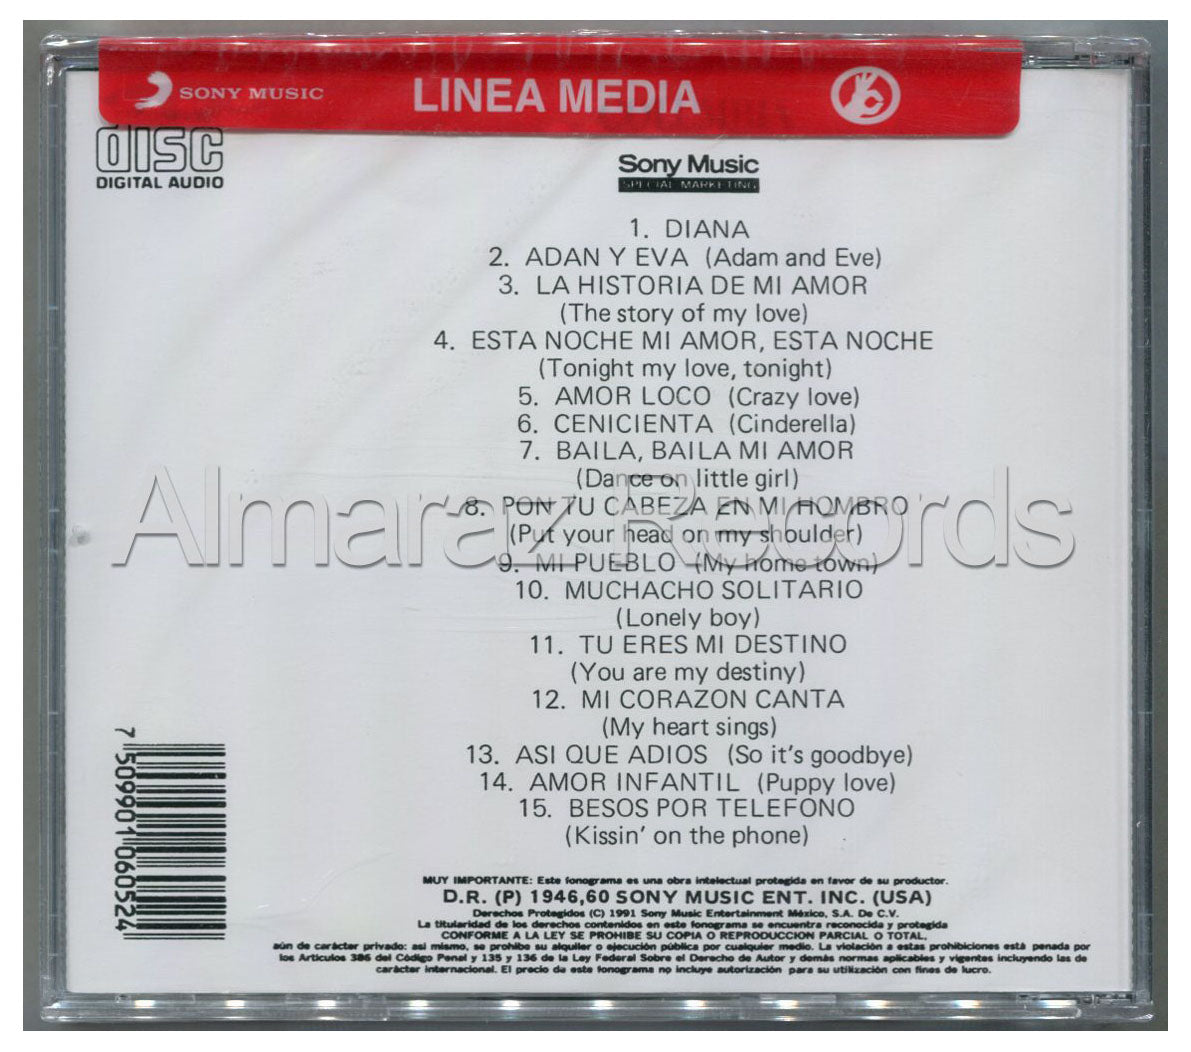 SONY MUSIC LINEA MEDIA
disc
DIGITAL AUDIO
Sony Music
SPECIAL MARKETING
1. DIANA
2. ADAN Y EVA (Adam and Eve)
3. LA HISTORIA DE MI AMOR
(The story of my love)
4. ESTA NOCHE MI AMOR, ESTA NOCHE
(Tonight my love, tonight)
5. AMOR LOCO (Crazy love)
6. CENICIENTA (Cinderella)
7. BAILA, BAILA MI AMOR
(Dance on little girl)
Almaraz Records
8. PON TU CABEZA EN MI HOMBRO
(Put your head on my shoulder)
9. MI PUEBLO (My home town)
10. MUCHACHO SOLITARIO
(Lonely boy)
11. TU ERES MI DESTINO
(You are my destiny)
12. MI CORAZON CANTA
(My heart sings)
13. ASI QUE ADIOS (So it's goodbye)
14. AMOR INFANTIL (Puppy love)
15. BESOS POR TELEFONO
(Kissin' on the phone)
7 509901 060524
MUY IMPORTANTE: Este fonograma es una obra intelectual protegida en favor de su productor.
D.R. (P) 1946,60 SONY MUSIC ENT. INC. (USA)
Derechos Protegidos (C) 1991 Sony Music Entertainment México, S.A. De C.V.
La titularidad de los derechos contenidos en este fonograma se encuentra reconocida y protegida
CONFORME A LA LEY SE PROHIBE SU COPIA O REPRODUCCION PARCIAL O TOTAL,
aún de carácter privado: asi mismo, se prohibe su alquiler o ejecución pública por cualquier medio. La violación a estas prohibiciones está penada por
los Artículos 386 del Código Penal y 135 y 136 de la Ley Federal Sobre el Derecho de Autor y demás normas aplicables y vigentes incluyendo las de
carácter internacional. El precio de este fonograma no incluye autorización para su utilización con fines de lucro.